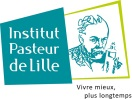 Institut
Pasteur
de Lille
Vivre mieux,
plus longtemps